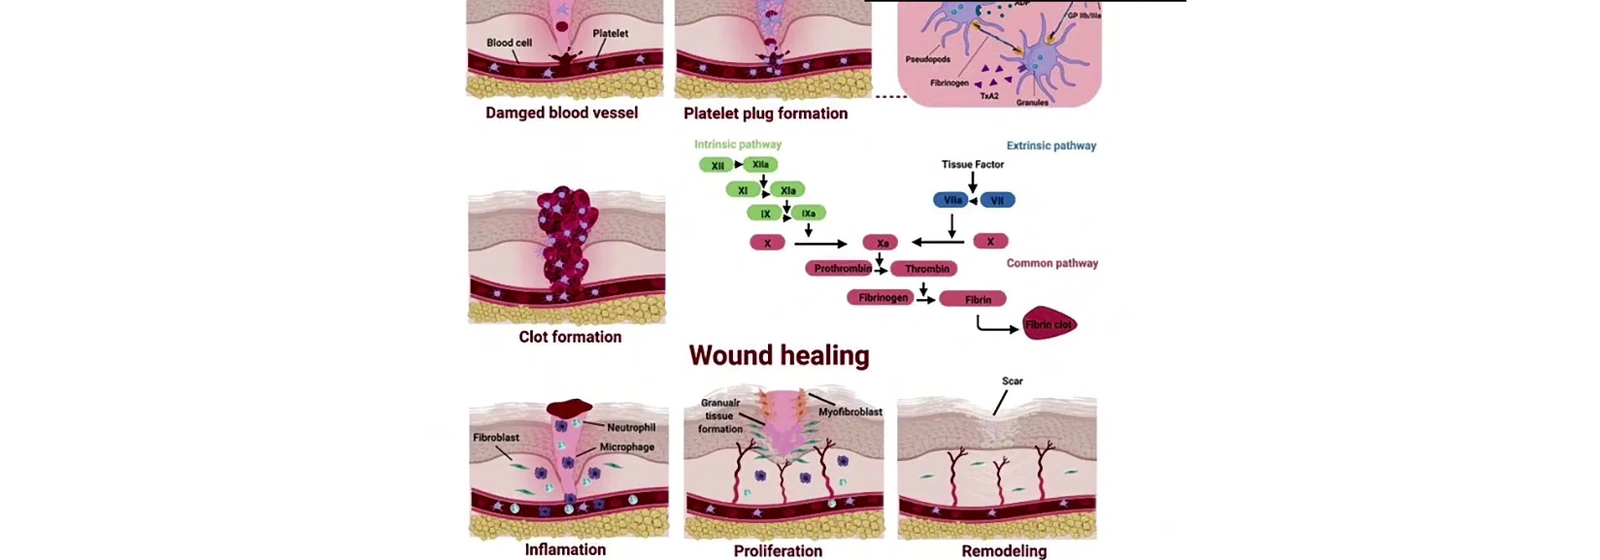 Blood cell
Platelet
Damged blood vessel
Platelet plug formation
ADP
GP IIb/IIIa
Pseudopods
Fibrinogen
TxA2
Granules
Intrinsic pathway
XII
XIIa
XI
XIa
IX
IXa
X
Extrinsic pathway
Tissue Factor
VIIa
VII
Xa
X
Common pathway
Prothrombin
Thrombin
Fibrinogen
Fibrin
Fibrin clot
Clot formation
Wound healing
Fibroblast
Neutrophil
Microphage
Inflamation
Granualr
tissue
formation
Myofibroblast
Proliferation
Scar
Remodeling